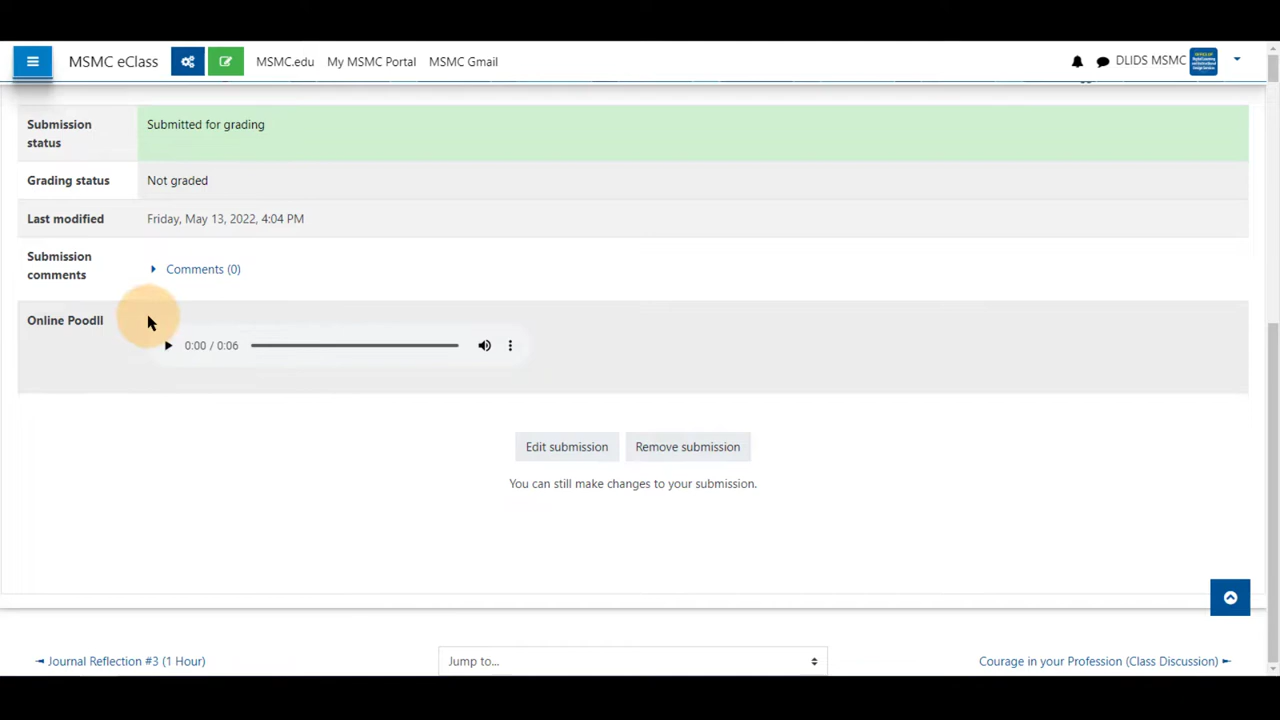 MSMC eClass MSMC.edu My MSMC Portal MSMC Gmail DLIDS MSMC
Submission status Submitted for grading
Grading status Not graded
Last modified Friday, May 13, 2022, 4:04 PM
Submission comments Comments (0)
Online Poodll
0:00 / 0:06
Edit submission Remove submission
You can still make changes to your submission.
◄ Journal Reflection #3 (1 Hour) Jump to... Courage in your Profession (Class Discussion) ►